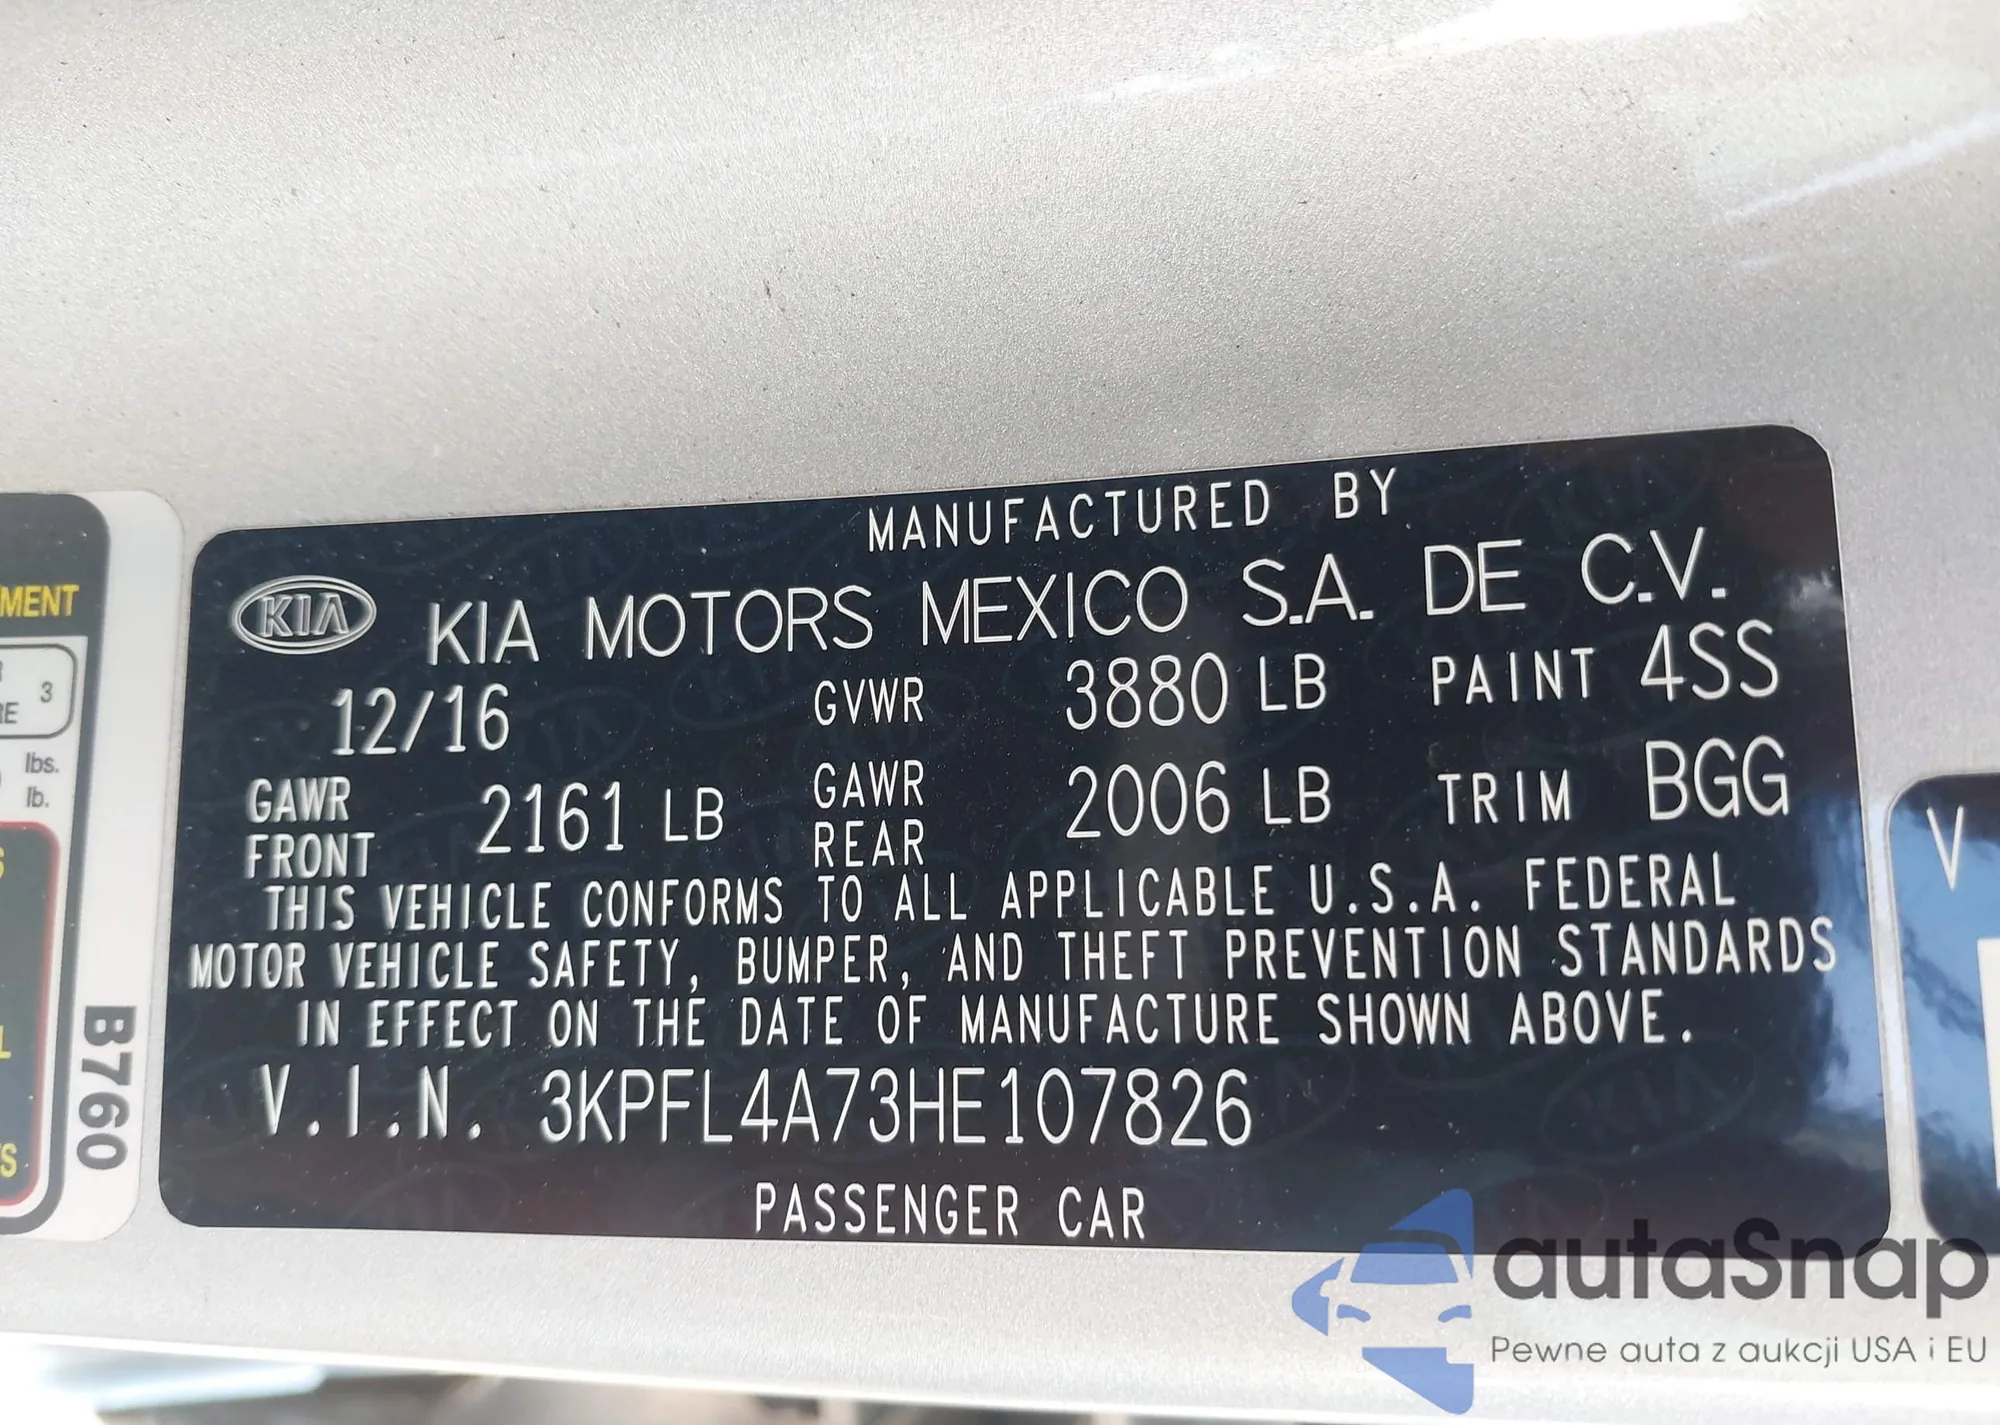 MANUFACTURED BY
KIA KIA MOTORS MEXICO S.A. DE C.V.
12/16 GVWR 3880 LB PAINT 4SS
GAWR FRONT 2161 LB GAWR REAR 2006 LB TRIM BGG
THIS VEHICLE CONFORMS TO ALL APPLICABLE U.S.A. FEDERAL
MOTOR VEHICLE SAFETY, BUMPER, AND THEFT PREVENTION STANDARDS
IN EFFECT ON THE DATE OF MANUFACTURE SHOWN ABOVE.
V.I.N. 3KPFL4A73HE107826
PASSENGER CAR
MENT
3
RE
lbs.
lb.
B760
V
autaSnap
Pewne auta z aukcji USA i EU